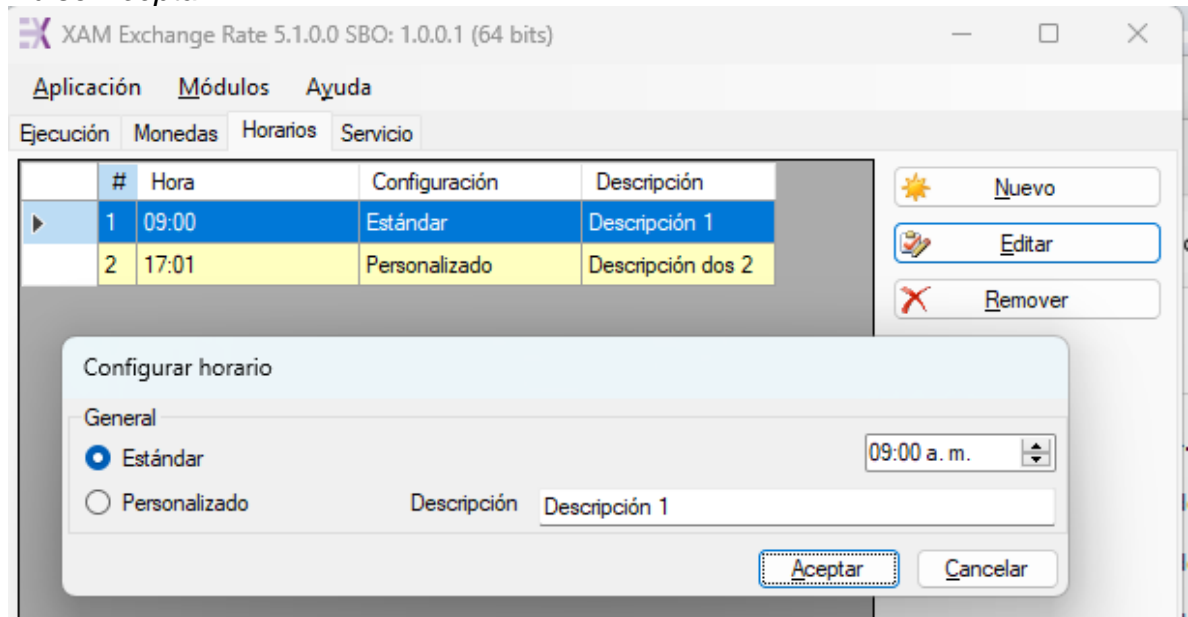 XAM Exchange Rate 5.1.0.0 SBO: 1.0.0.1 (64 bits)
Aplicación Módulos Ayuda
Ejecución Monedas Horarios Servicio
# Hora Configuración Descripción
1 09:00 Estándar Descripción 1
2 17:01 Personalizado Descripción dos 2
Nuevo
Editar
Remover
Configurar horario
General
Estándar 09:00 a. m.
Personalizado Descripción Descripción 1
Aceptar Cancelar